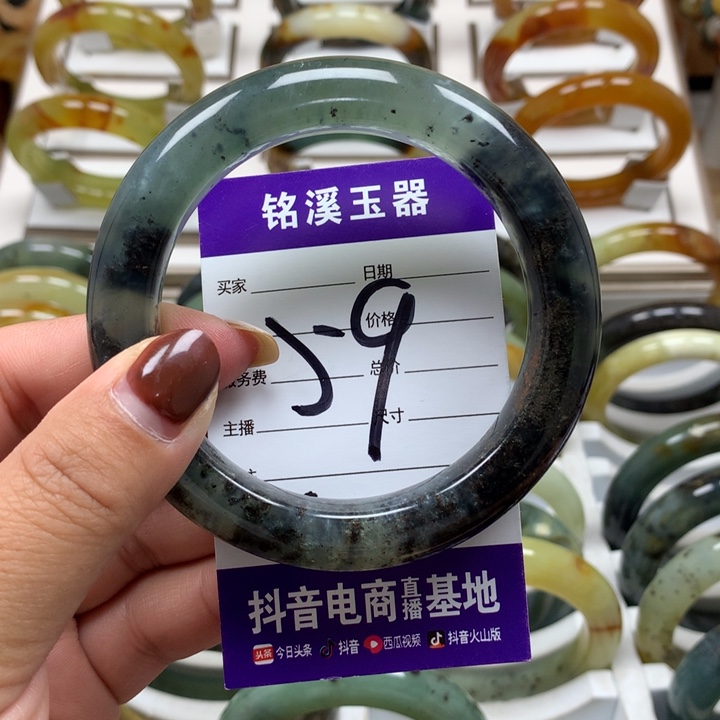 铭溪玉器
买家 日期
价格
59
服务费 总价
主播 尺寸
抖音电商直播基地
头条 今日头条 抖音 西瓜视频 抖音火山版